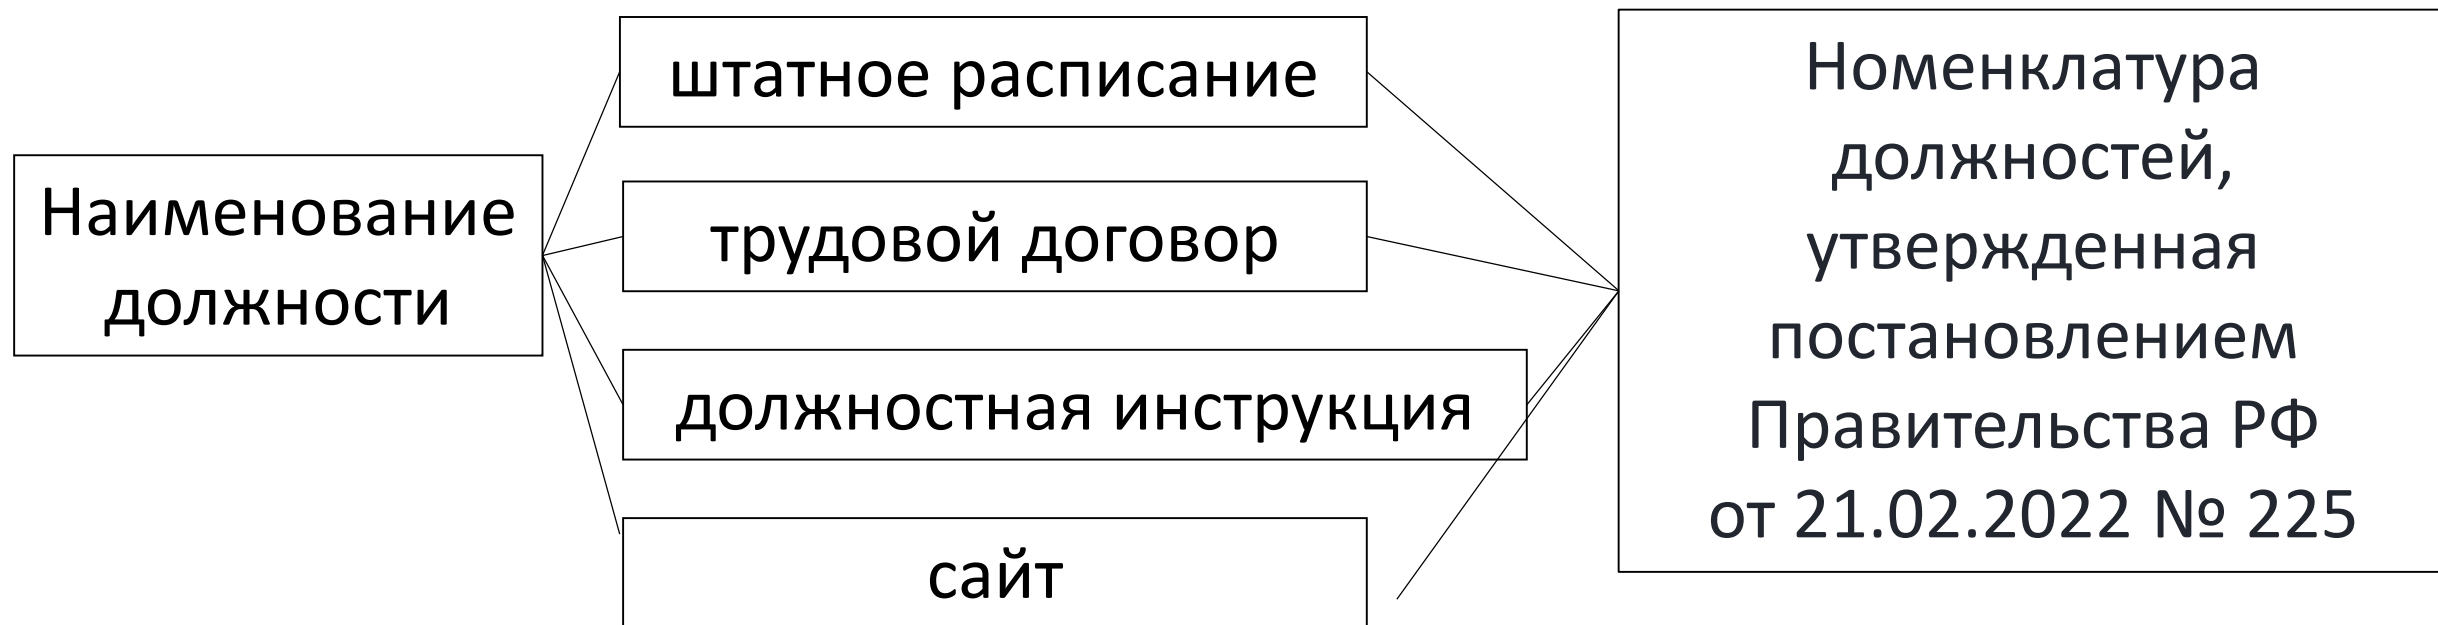 Наименование
должности
штатное расписание
трудовой договор
должностная инструкция
сайт
Номенклатура
должностей,
утвержденная
постановлением
Правительства РФ
от 21.02.2022 № 225